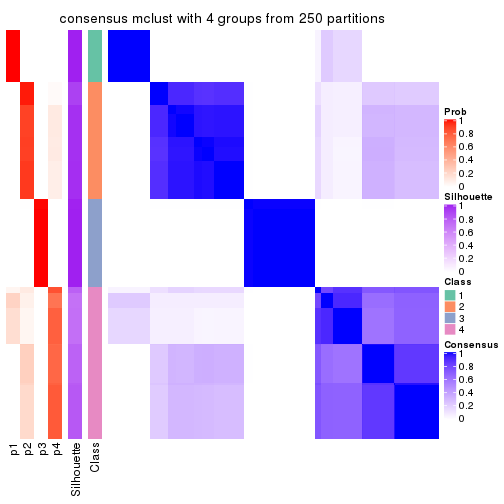 consensus mclust with 4 groups from 250 partitions
Prob
1
0.8
0.6
0.4
0.2
0
Silhouette
1
0.8
0.6
0.4
0.2
0
Class
1
2
3
4
Consensus
1
0.8
0.6
0.4
0.2
0
p1
p2
p3
p4
Silhouette
Class